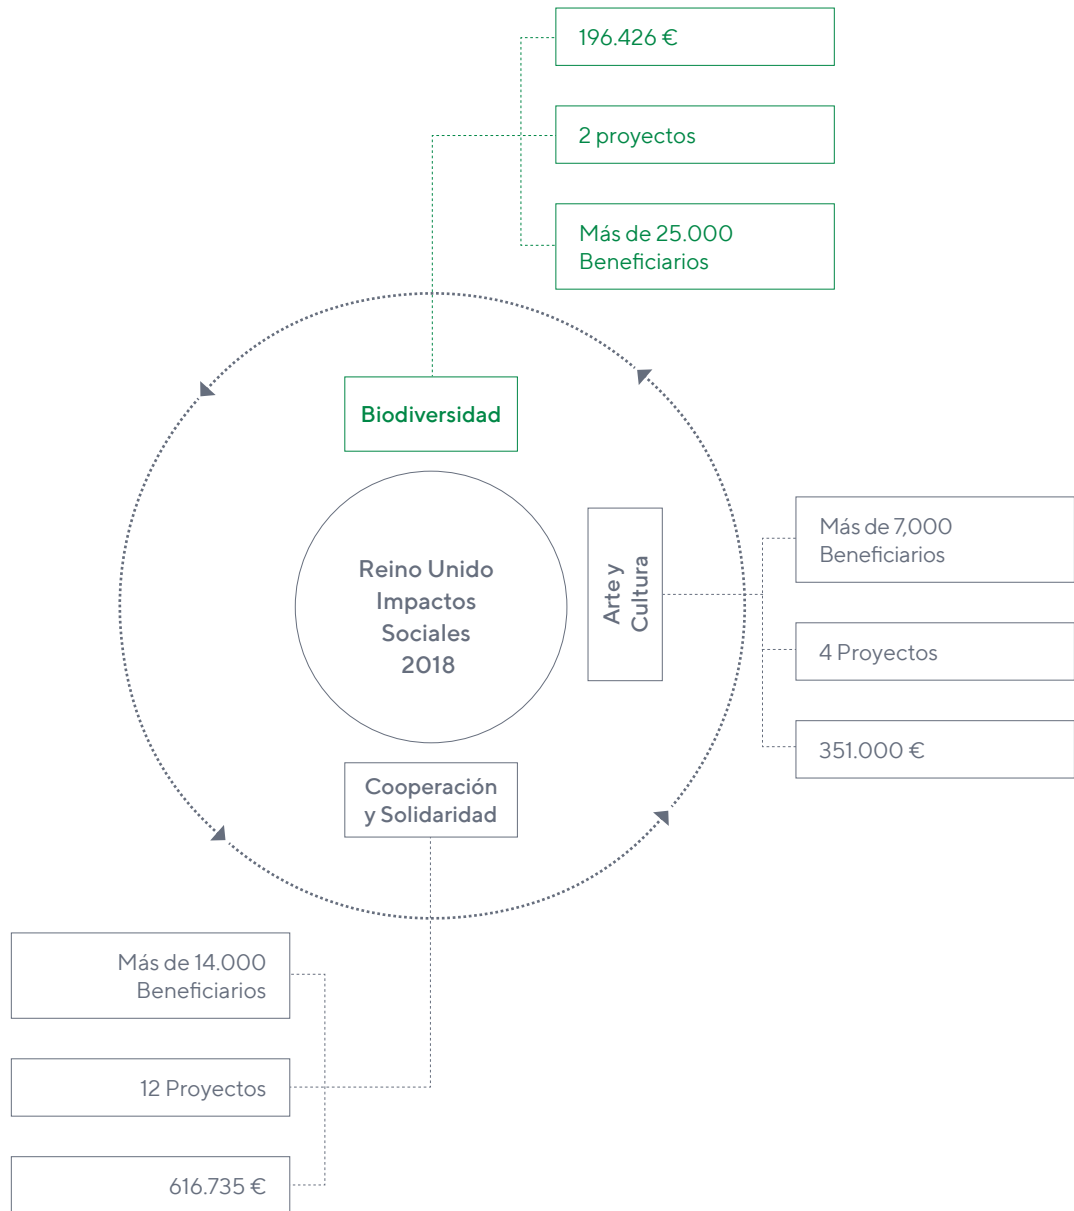 196.426 €
2 proyectos
Más de 25.000
Beneficiarios
Biodiversidad
Reino Unido
Impactos
Sociales
2018
Arte y
Cultura
Más de 7,000
Beneficiarios
4 Proyectos
351.000 €
Cooperación
y Solidaridad
Más de 14.000
Beneficiarios
12 Proyectos
616.735 €